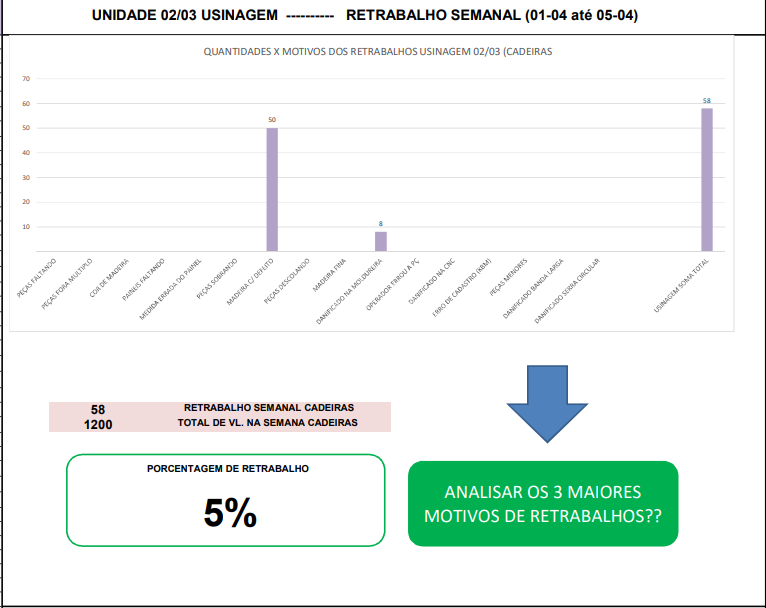 UNIDADE 02/03 USINAGEM ---------- RETRABALHO SEMANAL (01-04 até 05-04)
QUANTIDADES X MOTIVOS DOS RETRABALHOS USINAGEM 02/03 (CADEIRAS
70
60
50
40
30
20
10
50
8
58
PEÇAS FALTANDO
PEÇAS FORA MULTIPLO
COR DE MADEIRA
PAINEIS FALTANDO
MEDIDA ERRADA DO PAINEL
PEÇAS SOBRANDO
MADEIRA C/ DEFEITO
PEÇAS DESCOLANDO
MADEIRA FINA
DANIFICADO NA MOLDUREIRA
OPERADOR ERROU A PÇ
DANIFICADO NA CNC
ERRO DE CADASTRO (KBM)
PEÇAS MENORES
DANIFICADO BANDA LARGA
DANIFICADO SERRA CIRCULAR
USINAGEM SOMA TOTAL
58 RETRABALHO SEMANAL CADEIRAS
1200 TOTAL DE VL. NA SEMANA CADEIRAS
PORCENTAGEM DE RETRABALHO
5%
ANALISAR OS 3 MAIORES
MOTIVOS DE RETRABALHOS??